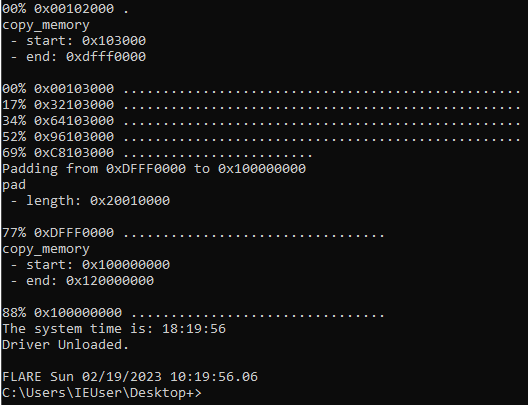 00% 0x00102000 .
copy_memory
 - start: 0x103000
 - end: 0xdfff0000

00% 0x00103000 ..................................................
17% 0x32103000 ..................................................
34% 0x64103000 ..................................................
52% 0x96103000 ..................................................
69% 0xC8103000 ........................
Padding from 0xDFFF0000 to 0x100000000
pad
 - length: 0x20010000

77% 0xDFFF0000 .................................
copy_memory
 - start: 0x100000000
 - end: 0x120000000

88% 0x100000000 ................................
The system time is: 18:19:56
Driver Unloaded.

FLARE Sun 02/19/2023 10:19:56.06
C:\Users\IEUser\Desktop+>